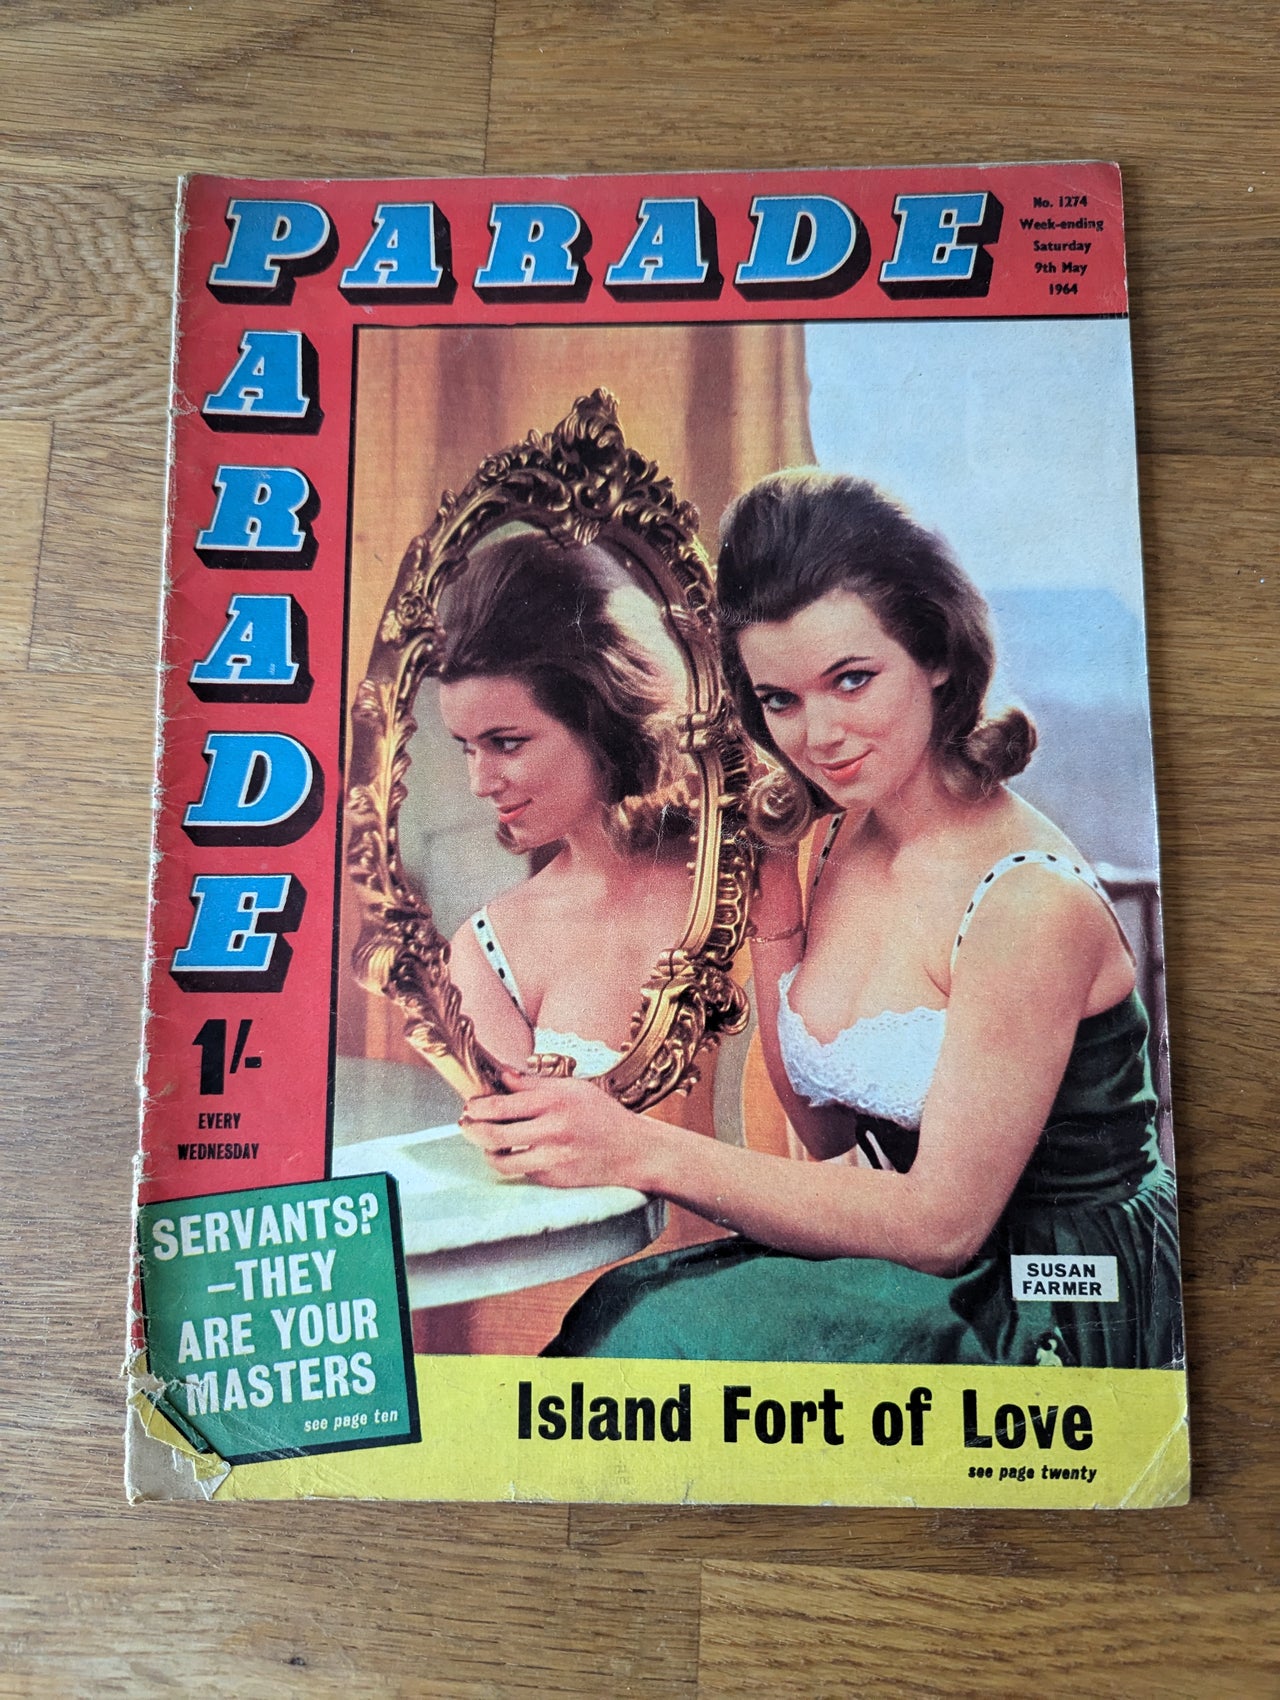 PARADE
No. 1274
Week-ending
Saturday
9th May
1964
A
R
A
D
E
1/-
EVERY
WEDNESDAY
SERVANTS?
–THEY
ARE YOUR
MASTERS
see page ten
SUSAN
FARMER
Island Fort of Love
see page twenty